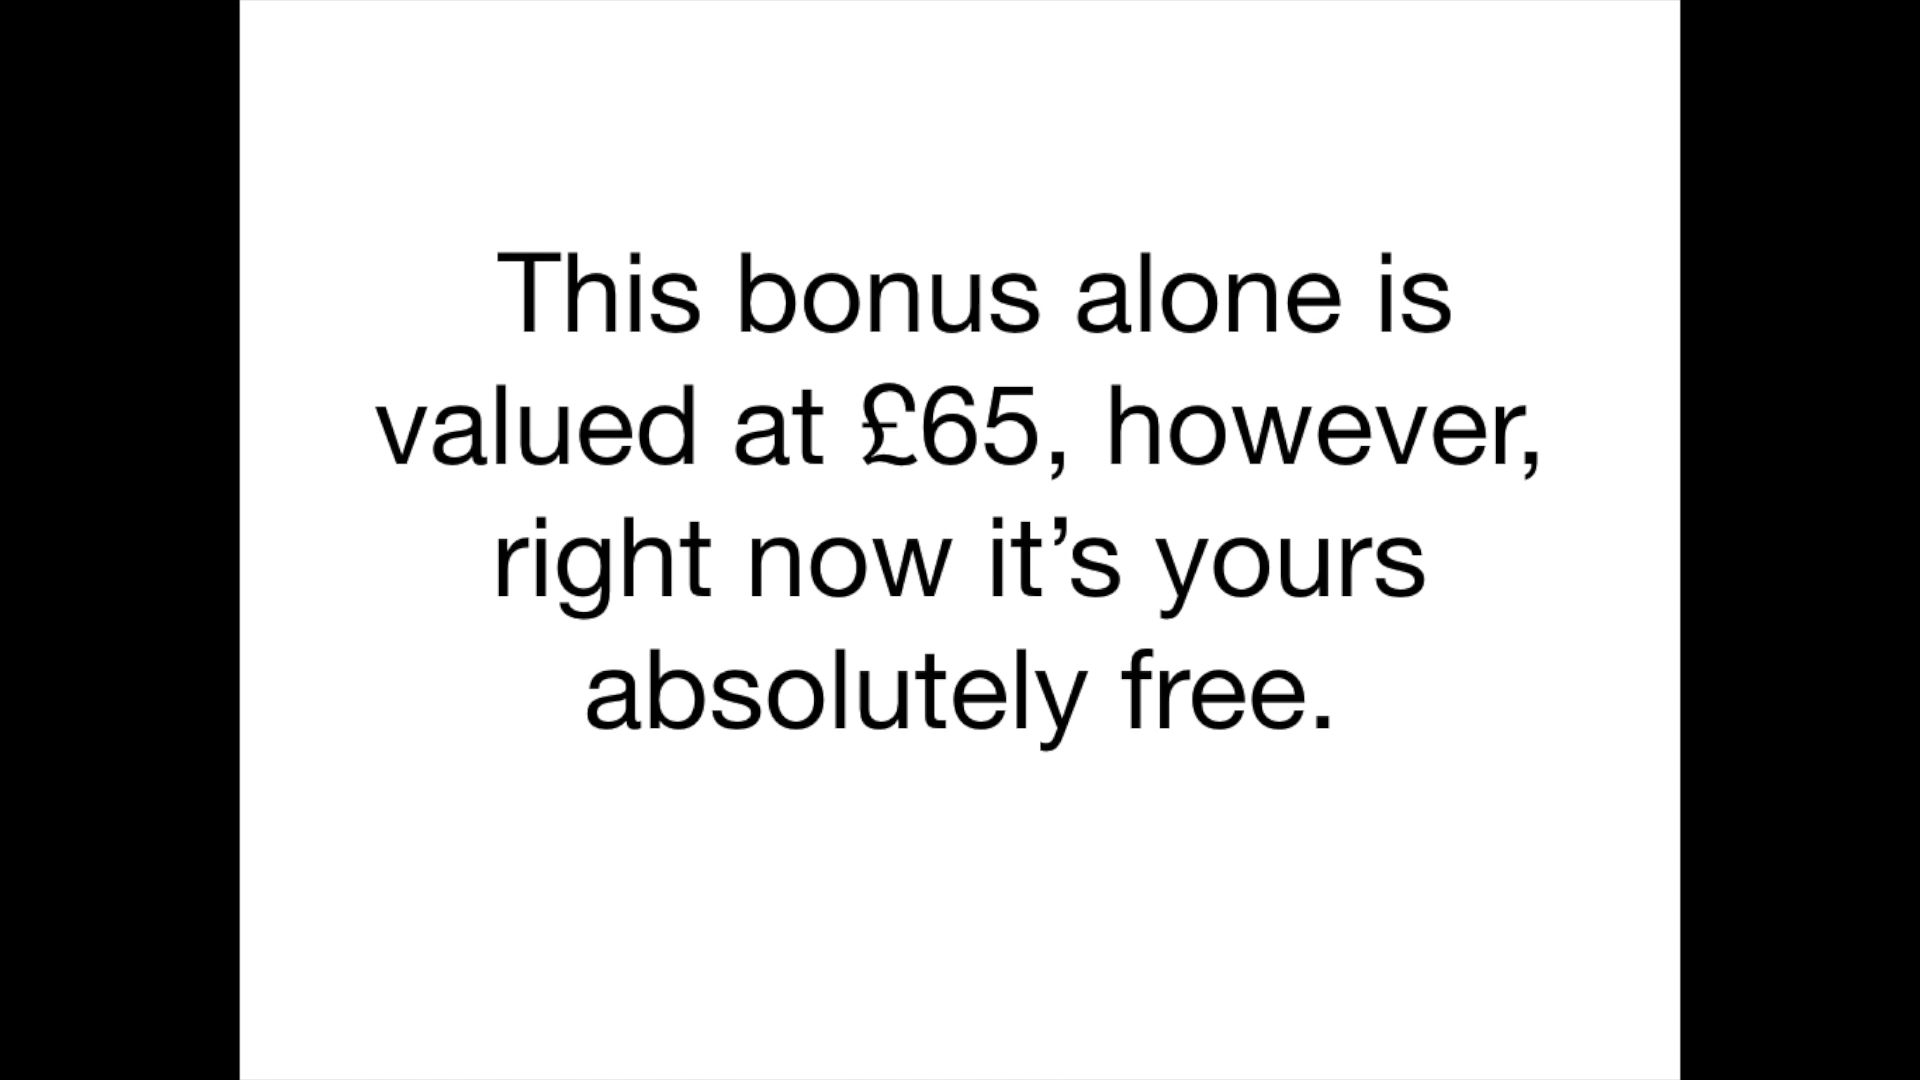 This bonus alone is
valued at £65, however,
right now it’s yours
absolutely free.